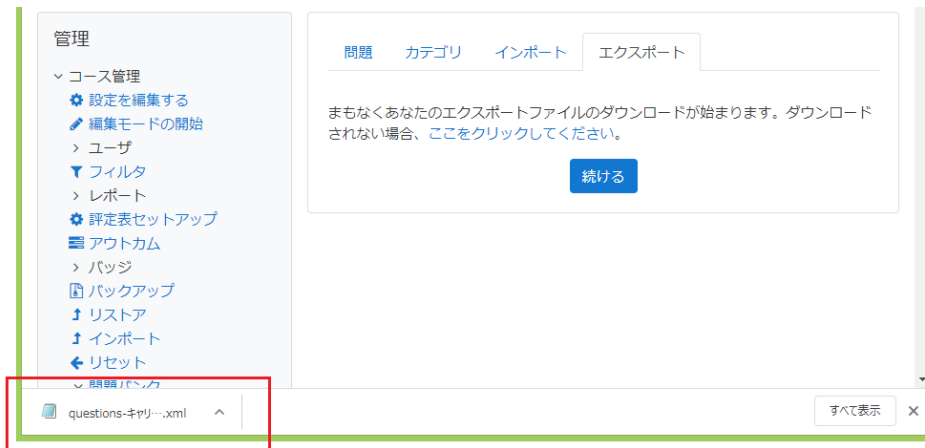 管理
コース管理
設定を編集する
編集モードの開始
ユーザ
フィルタ
レポート
評定表セットアップ
アウトカム
バッジ
バックアップ
リストア
インポート
リセット
問題バンク
問題 カテゴリ インポート エクスポート
まもなくあなたのエクスポートファイルのダウンロードが始まります。ダウンロード
されない場合、ここをクリックしてください。
続ける
questions-キャリ….xml
すべて表示